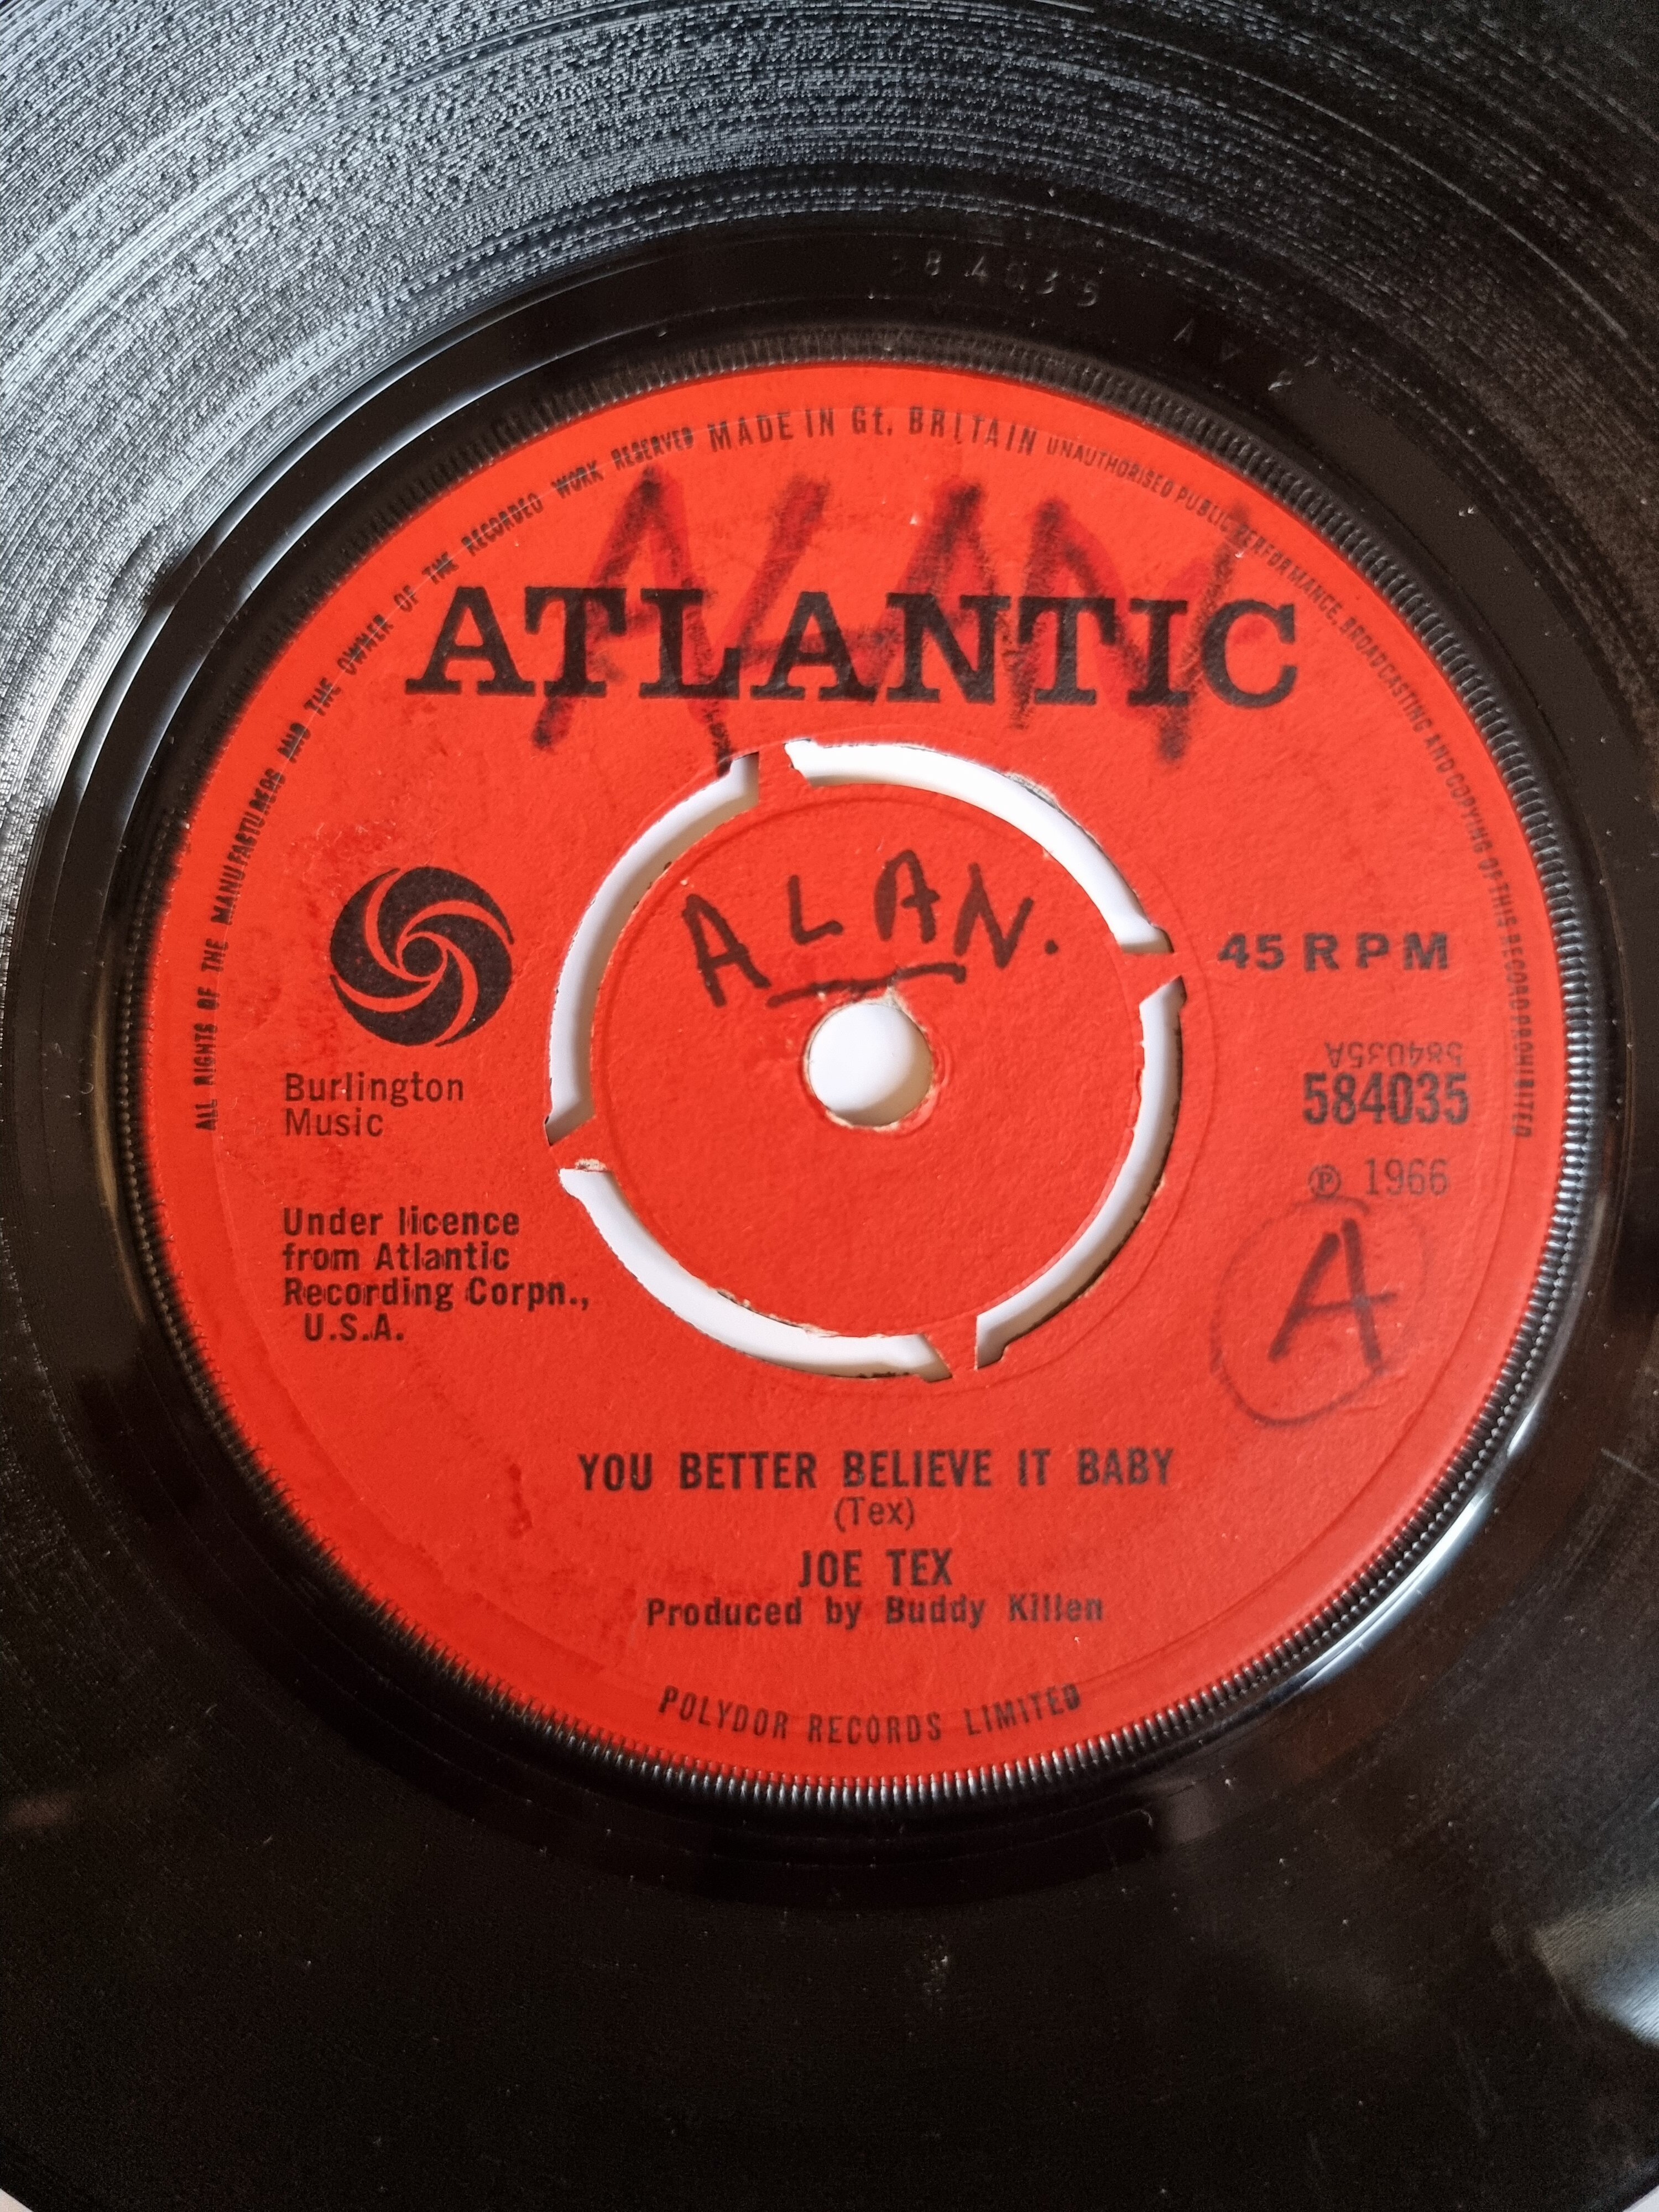 584035 A
ALL RIGHTS OF THE MANUFACTURERS AND THE OWNER OF THE RECORDED WORK RESERVED MADE IN Gt. BRITAIN UNAUTHORISED PUBLIC PERFORMANCE, BROADCASTING AND COPYING OF THIS RECORD PROHIBITED
ALAN
ATLANTIC
ALAN.
45 RPM
584035A
584035
℗ 1966
A
Burlington
Music
Under licence
from Atlantic
Recording Corpn.,
U.S.A.
YOU BETTER BELIEVE IT BABY
(Tex)
JOE TEX
Produced by Buddy Killen
POLYDOR RECORDS LIMITED